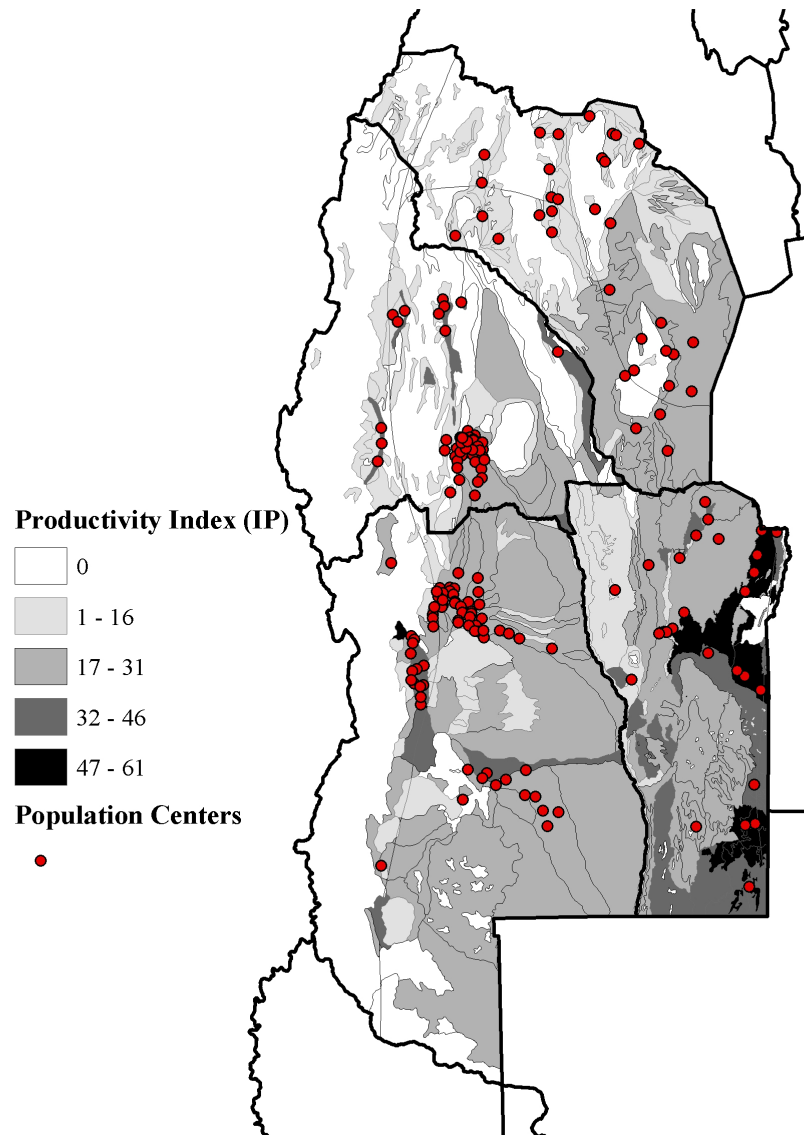 Productivity Index (IP)
0
1 - 16
17 - 31
32 - 46
47 - 61
Population Centers